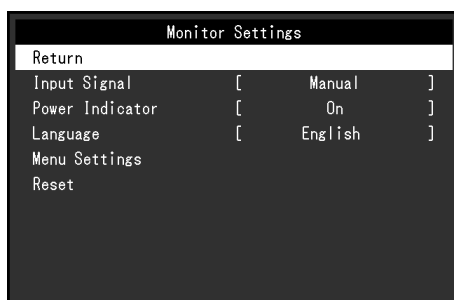 Monitor Settings
Return
Input Signal [ Manual ]
Power Indicator [ On ]
Language [ English ]
Menu Settings
Reset